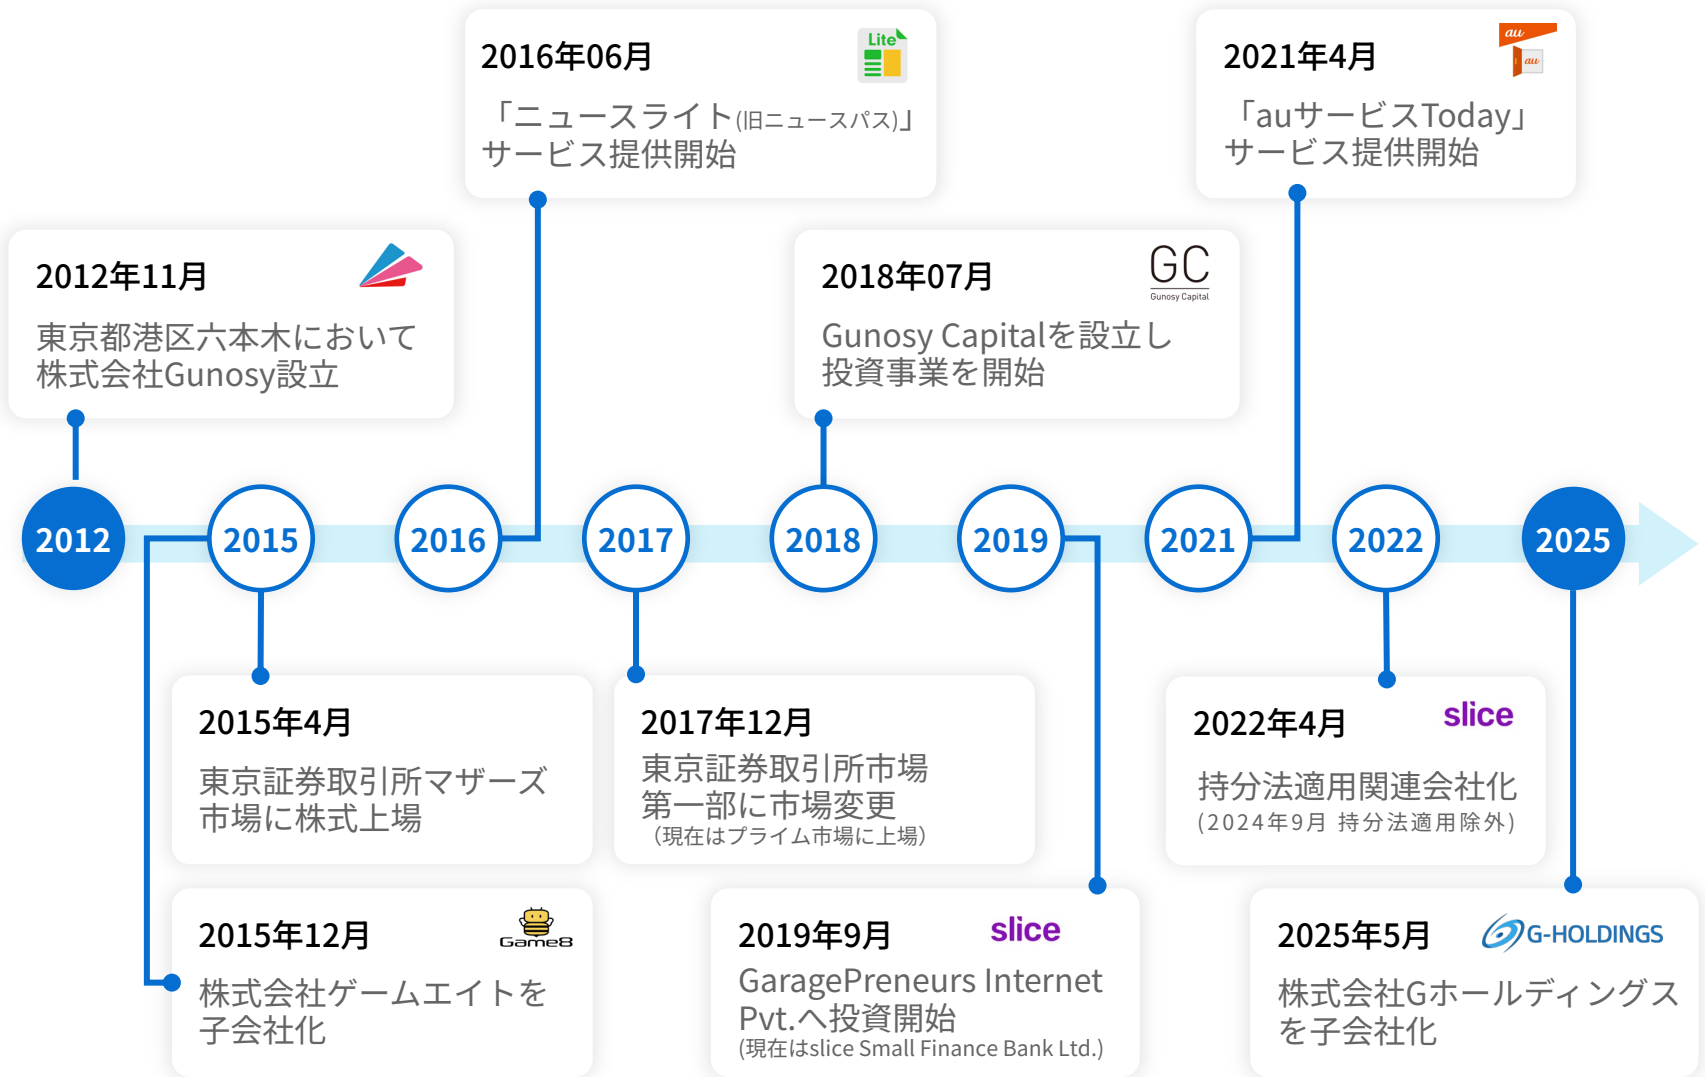 2016年06月
Lite
「ニュースライト(旧ニュースパス)」
サービス提供開始
2021年4月
au
au
「auサービスToday」
サービス提供開始
2012年11月
東京都港区六本木において
株式会社Gunosy設立
2018年07月
GC
Gunosy Capital
Gunosy Capitalを設立し
投資事業を開始
2012
2015
2016
2017
2018
2019
2021
2022
2025
2015年4月
東京証券取引所マザーズ
市場に株式上場
2017年12月
東京証券取引所市場
第一部に市場変更
（現在はプライム市場に上場）
2022年4月
slice
持分法適用関連会社化
(2024年9月 持分法適用除外)
2015年12月
Game8
株式会社ゲームエイトを
子会社化
2019年9月
slice
GaragePreneurs Internet
Pvt.へ投資開始
(現在はslice Small Finance Bank Ltd.)
2025年5月
G-HOLDINGS
株式会社Gホールディングス
を子会社化